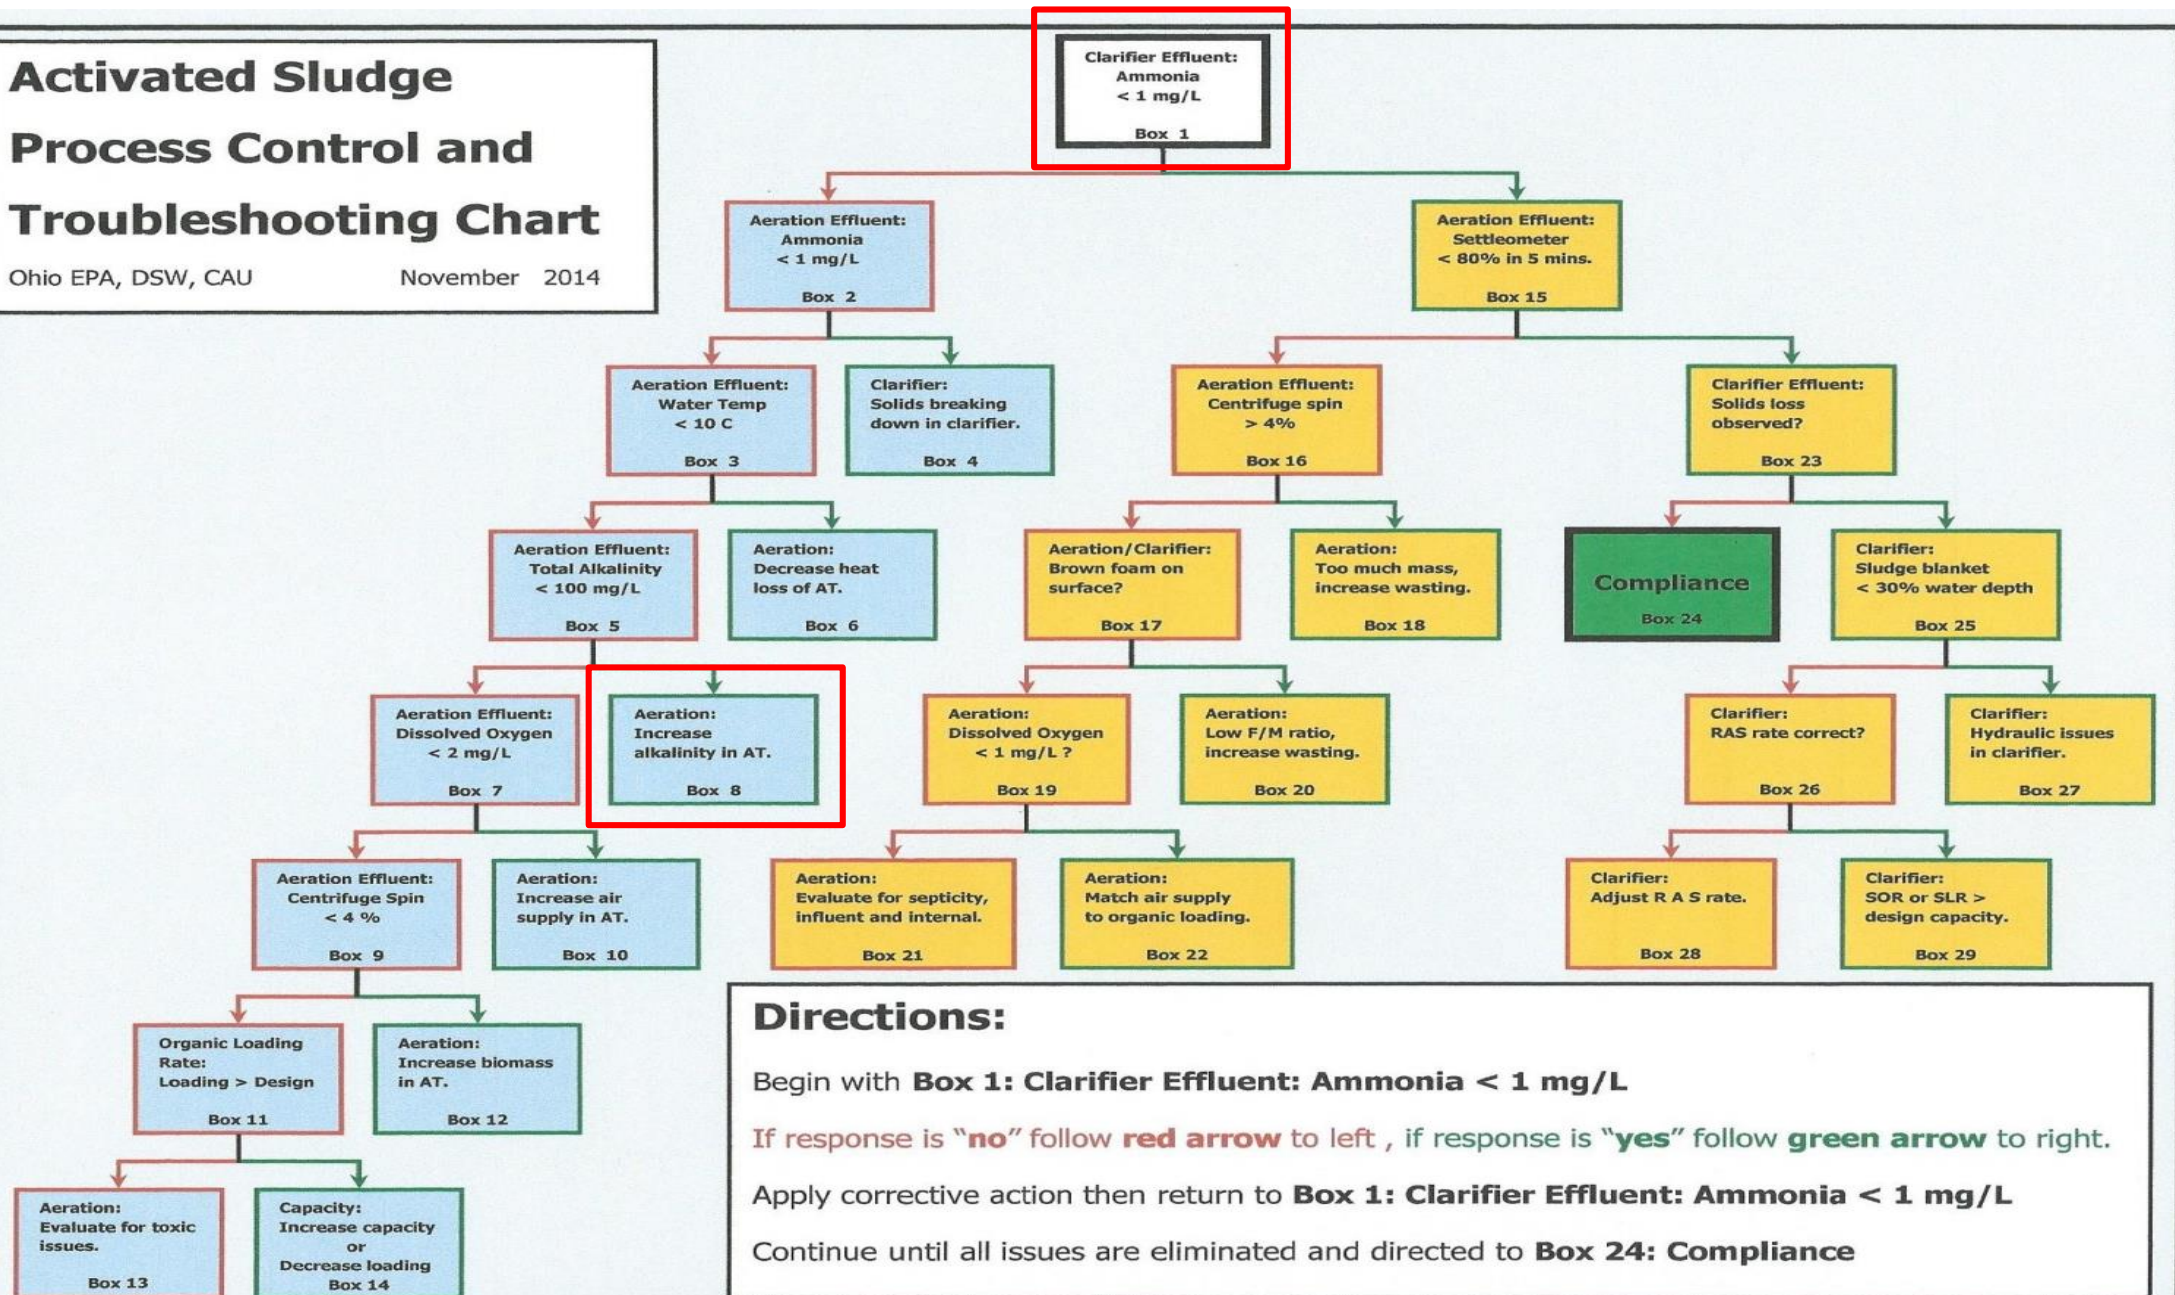 Activated Sludge
Process Control and
Troubleshooting Chart
Ohio EPA, DSW, CAU November 2014
Clarifier Effluent:
Ammonia
< 1 mg/L
Box 1
Aeration Effluent:
Ammonia
< 1 mg/L
Box 2
Aeration Effluent:
Settleometer
< 80% in 5 mins.
Box 15
Aeration Effluent:
Water Temp
< 10 C
Box 3
Clarifier:
Solids breaking
down in clarifier.
Box 4
Aeration Effluent:
Centrifuge spin
> 4%
Box 16
Clarifier Effluent:
Solids loss
observed?
Box 23
Aeration Effluent:
Total Alkalinity
< 100 mg/L
Box 5
Aeration:
Decrease heat
loss of AT.
Box 6
Aeration/Clarifier:
Brown foam on
surface?
Box 17
Aeration:
Too much mass,
increase wasting.
Box 18
Compliance
Box 24
Clarifier:
Sludge blanket
< 30% water depth
Box 25
Aeration Effluent:
Dissolved Oxygen
< 2 mg/L
Box 7
Aeration:
Increase
alkalinity in AT.
Box 8
Aeration:
Dissolved Oxygen
< 1 mg/L ?
Box 19
Aeration:
Low F/M ratio,
increase wasting.
Box 20
Clarifier:
RAS rate correct?
Box 26
Clarifier:
Hydraulic issues
in clarifier.
Box 27
Aeration Effluent:
Centrifuge Spin
< 4 %
Box 9
Aeration:
Increase air
supply in AT.
Box 10
Aeration:
Evaluate for septicity,
influent and internal.
Box 21
Aeration:
Match air supply
to organic loading.
Box 22
Clarifier:
Adjust R A S rate.
Box 28
Clarifier:
SOR or SLR >
design capacity.
Box 29
Organic Loading
Rate:
Loading > Design
Box 11
Aeration:
Increase biomass
in AT.
Box 12
Aeration:
Evaluate for toxic
issues.
Box 13
Capacity:
Increase capacity
or
Decrease loading
Box 14
Directions:
Begin with Box 1: Clarifier Effluent: Ammonia < 1 mg/L
If response is "no" follow red arrow to left , if response is "yes" follow green arrow to right.
Apply corrective action then return to Box 1: Clarifier Effluent: Ammonia < 1 mg/L
Continue until all issues are eliminated and directed to Box 24: Compliance